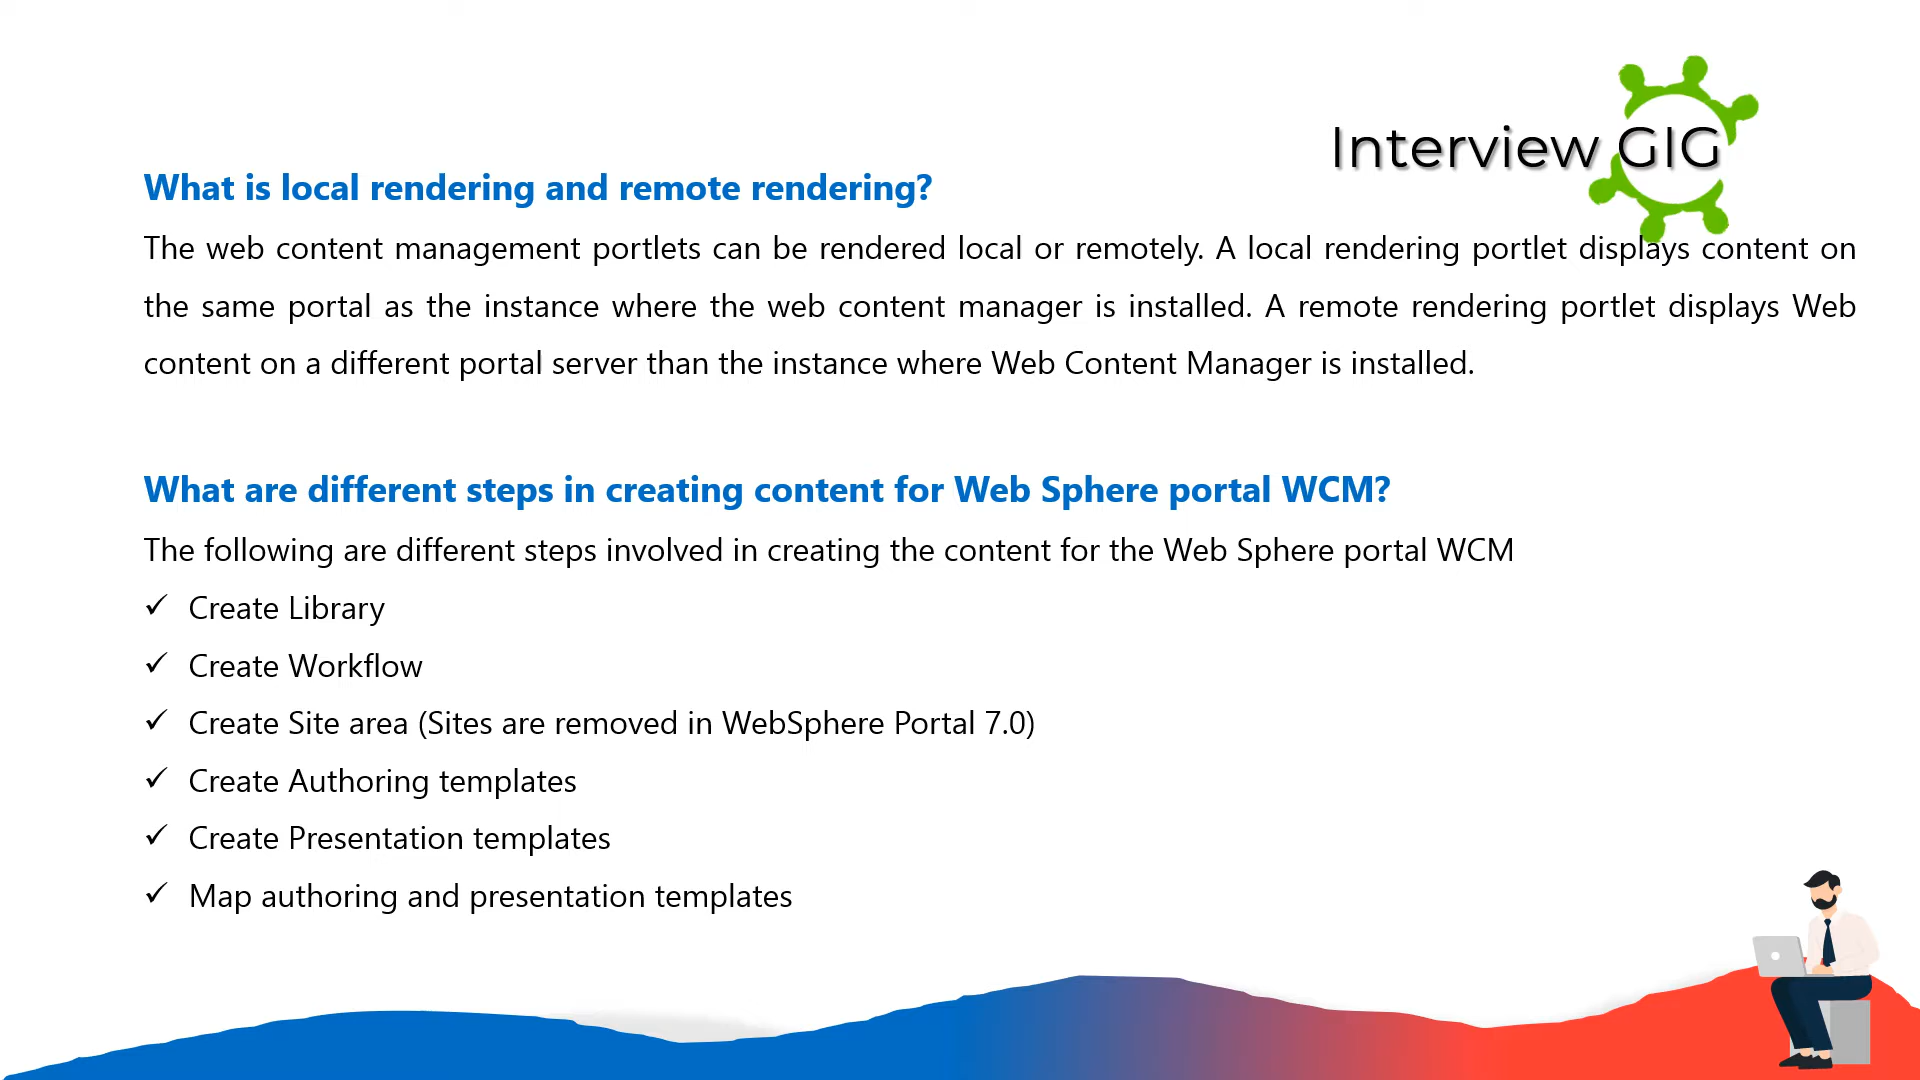 Interview GIG
What is local rendering and remote rendering?
The web content management portlets can be rendered local or remotely. A local rendering portlet displays content on
the same portal as the instance where the web content manager is installed. A remote rendering portlet displays Web
content on a different portal server than the instance where Web Content Manager is installed.
What are different steps in creating content for Web Sphere portal WCM?
The following are different steps involved in creating the content for the Web Sphere portal WCM
✓ Create Library
✓ Create Workflow
✓ Create Site area (Sites are removed in WebSphere Portal 7.0)
✓ Create Authoring templates
✓ Create Presentation templates
✓ Map authoring and presentation templates